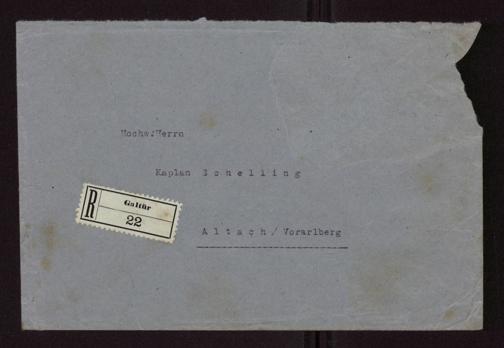 Hochw.Herrn
Kaplan Schelling
R Galtür
22
Altach/Vorarlberg